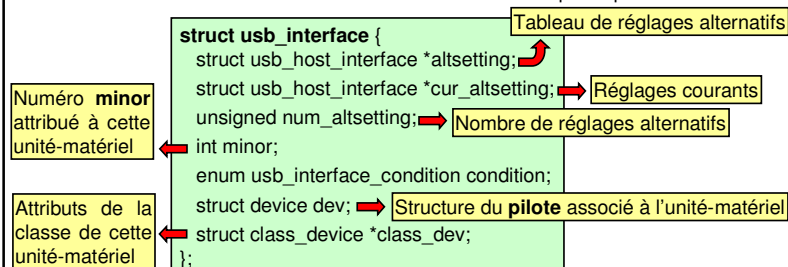 Tableau de réglages alternatifs
struct usb_interface {
struct usb_host_interface *altsetting;
struct usb_host_interface *cur_altsetting;
Réglages courants
unsigned num_altsetting;
Nombre de réglages alternatifs
Numéro minor
attribué à cette
unité-matériel
int minor;
enum usb_interface_condition condition;
struct device dev;
Structure du pilote associé à l'unité-matériel
Attributs de la
classe de cette
unité-matériel
struct class_device *class_dev;
};